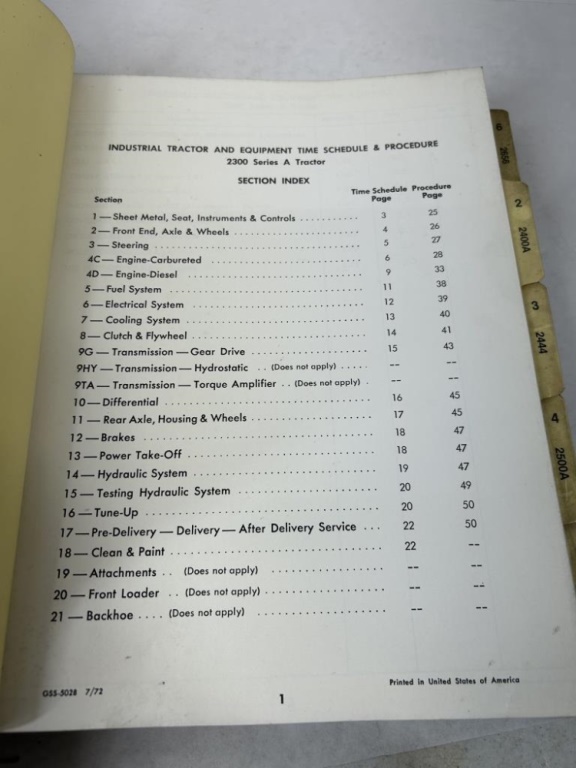 INDUSTRIAL TRACTOR AND EQUIPMENT TIME SCHEDULE & PROCEDURE
2300 Series A Tractor
SECTION INDEX
Section Time Schedule Page Procedure Page
1 — Sheet Metal, Seat, Instruments & Controls . . . . . . . . . . . 3 25
2 — Front End, Axle & Wheels . . . . . . . . . . . . . . . . . . . . . . 4 26
3 — Steering . . . . . . . . . . . . . . . . . . . . . . . . . . . . . . . . . . 5 27
4C — Engine-Carbureted . . . . . . . . . . . . . . . . . . . . . . . . . . 6 28
4D — Engine-Diesel . . . . . . . . . . . . . . . . . . . . . . . . . . . . . 9 33
5 — Fuel System . . . . . . . . . . . . . . . . . . . . . . . . . . . . . . . 11 38
6 — Electrical System . . . . . . . . . . . . . . . . . . . . . . . . . . . 12 39
7 — Cooling System . . . . . . . . . . . . . . . . . . . . . . . . . . . . 13 40
8 — Clutch & Flywheel . . . . . . . . . . . . . . . . . . . . . . . . . . . 14 41
9G — Transmission — Gear Drive . . . . . . . . . . . . . . . . . . 15 43
9HY — Transmission — Hydrostatic . . (Does not apply) . . . . . -- --
9TA — Transmission — Torque Amplifier . . (Does not apply) . -- --
10 — Differential . . . . . . . . . . . . . . . . . . . . . . . . . . . . . . 16 45
11 — Rear Axle, Housing & Wheels . . . . . . . . . . . . . . . . . . 17 45
12 — Brakes . . . . . . . . . . . . . . . . . . . . . . . . . . . . . . . . . 18 47
13 — Power Take-Off . . . . . . . . . . . . . . . . . . . . . . . . . . . 18 47
14 — Hydraulic System . . . . . . . . . . . . . . . . . . . . . . . . . 19 47
15 — Testing Hydraulic System . . . . . . . . . . . . . . . . . . . . 20 49
16 — Tune-Up . . . . . . . . . . . . . . . . . . . . . . . . . . . . . . . . 20 50
17 — Pre-Delivery — Delivery — After Delivery Service . . . 22 50
18 — Clean & Paint . . . . . . . . . . . . . . . . . . . . . . . . . . . . 22 --
19 — Attachments . . (Does not apply) . . . . . . . . . . . . . . . . -- --
20 — Front Loader . . (Does not apply) . . . . . . . . . . . . . . . . -- --
21 — Backhoe . . . . (Does not apply) . . . . . . . . . . . . . . . . . -- --
GSS-5028 7/72
Printed in United States of America
1
2
2400A
3
2444
4
2500A